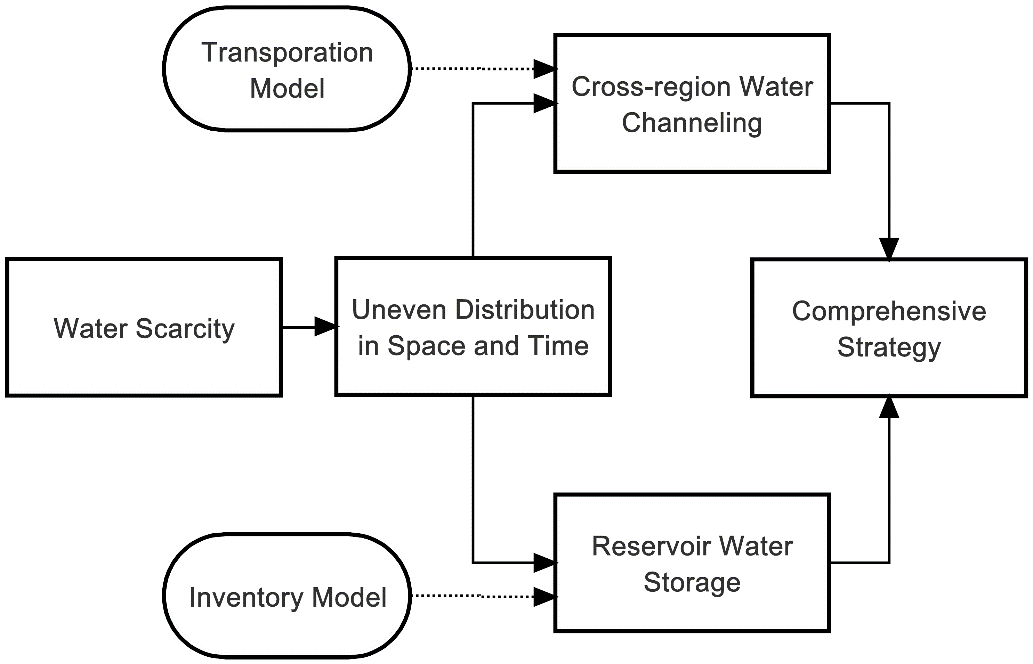 Transporation
Model
Cross-region Water
Channeling
Water Scarcity
Uneven Distribution
in Space and Time
Comprehensive
Strategy
Reservoir Water
Storage
Inventory Model